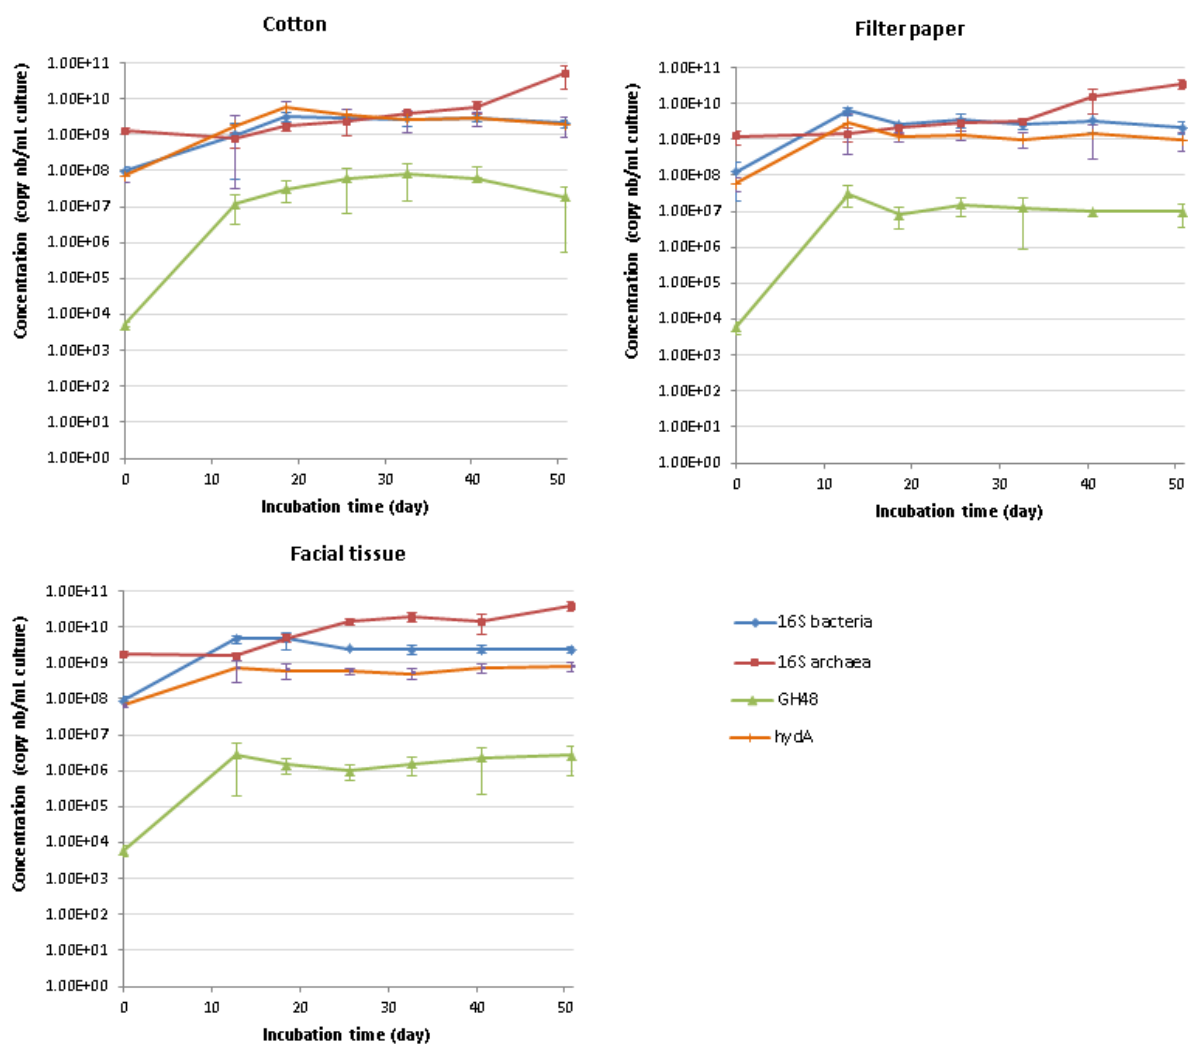 Cotton
Concentration (copy nb/mL culture)
1.00E+11
1.00E+10
1.00E+09
1.00E+08
1.00E+07
1.00E+06
1.00E+05
1.00E+04
1.00E+03
1.00E+02
1.00E+01
1.00E+00
0 10 20 30 40 50
Incubation time (day)
Filter paper
Concentration (copy nb/mL culture)
1.00E+11
1.00E+10
1.00E+09
1.00E+08
1.00E+07
1.00E+06
1.00E+05
1.00E+04
1.00E+03
1.00E+02
1.00E+01
1.00E+00
0 10 20 30 40 50
Incubation time (day)
Facial tissue
Concentration (copy nb/mL culture)
1.00E+11
1.00E+10
1.00E+09
1.00E+08
1.00E+07
1.00E+06
1.00E+05
1.00E+04
1.00E+03
1.00E+02
1.00E+01
1.00E+00
0 10 20 30 40 50
Incubation time (day)
16S bacteria
16S archaea
GH48
hydA